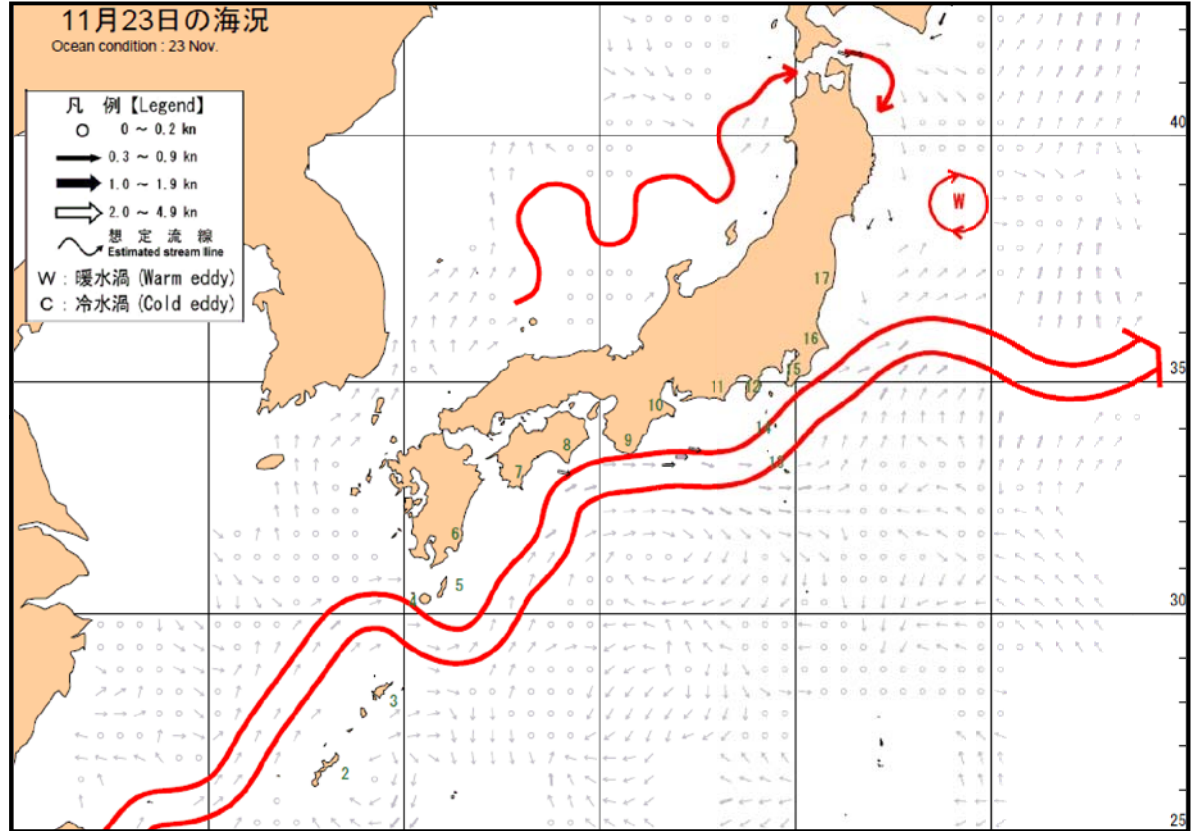 11月23日の海況
Ocean condition : 23 Nov.
凡 例【Legend】
0 ~ 0.2 kn
0.3 ~ 0.9 kn
1.0 ~ 1.9 kn
2.0 ~ 4.9 kn
想 定 流 線
Estimated stream line
W : 暖水渦 (Warm eddy)
C : 冷水渦 (Cold eddy)
40
W
17
16
35
15
12
11
10
14
9
8
7
6
5
4
30
3
2
25